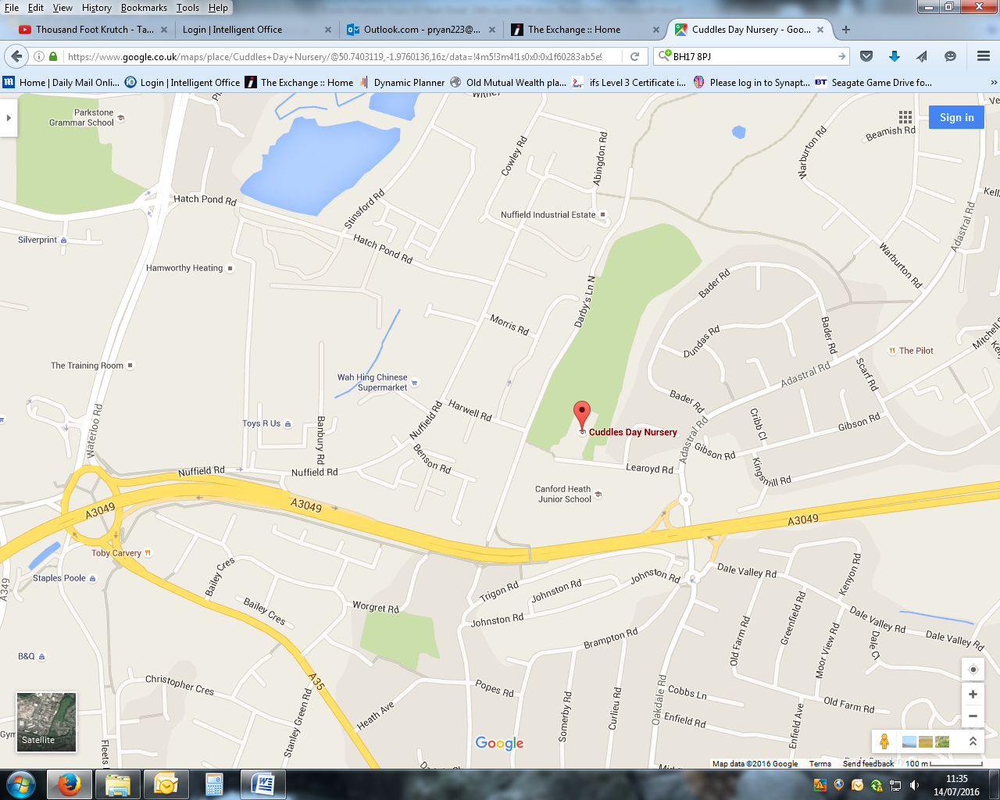 File Edit View History Bookmarks Tools Help
Thousand Foot Krutch - Ta...
Login | Intelligent Office
Outlook.com - pryan223@...
The Exchange :: Home
Cuddles Day Nursery - Goo...
https://www.google.co.uk/maps/place/Cuddles+Day+Nursery/@50.7403119,-1.9760136,16z/data=!4m5!3m4!1s0x0:0x1f60283ab5e
BH17 8PJ
Home | Daily Mail Onlin...
Login | Intelligent Office
The Exchange :: Home
Dynamic Planner
Old Mutual Wealth pla...
ifs Level 3 Certificate i...
Please log in to Synapt...
Seagate Game Drive fo...
Sign in
Parkstone
Grammar School
Cowley Rd
Abingdon Rd
Warburton Rd
Beamish Rd
Hatch Pond Rd
Stinsford Rd
Nuffield Industrial Estate
Adastral Rd
Silverprint
Hatch Pond Rd
Warburton Rd
Hamworthy Heating
Darby's Ln N
Bader Rd
Morris Rd
Dundas Rd
Bader Rd
The Pilot
The Training Room
Wah Hing Chinese
Supermarket
Adastral Rd
Scarf Rd
Waterloo Rd
Toys R Us
Banbury Rd
Nuffield Rd
Harwell Rd
Bader Rd
Cribb Cl
Gibson Rd
Cuddles Day Nursery
Adastral Rd
Gibson Rd
Benson Rd
Nuffield Rd
Nuffield Rd
Learoyd Rd
Kingsmill Rd
Canford Heath
Junior School
A3049
A3049
A3049
Toby Carvery
Staples Poole
A349
Bailey Cres
Bailey Cres
Worgret Rd
Trigon Rd
Johnston Rd
Johnston Rd
Johnston Rd
Dale Valley Rd
Kenyon Rd
Greenfield Rd
Dale Valley Rd
Dale Valley Rd
Old Farm Rd
Moor View Rd
Dale Cl
Brampton Rd
B&Q
A35
Christopher Cres
Popes Rd
Stanley Green Rd
Heath Ave
Somerby Rd
Curlieu Rd
Oakdale Rd
Cobbs Ln
Enfield Rd
Enfield Ave
Old Farm Rd
Satellite
Google
Map data ©2016 Google Terms Send feedback 100 m
11:35
14/07/2016